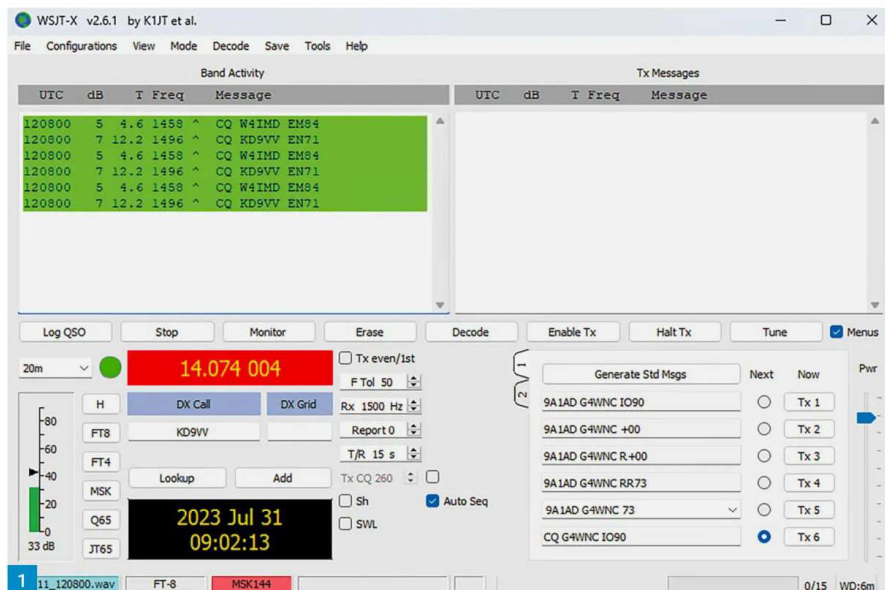 WSJT-X v2.6.1 by K1JT et al.
File Configurations View Mode Decode Save Tools Help
Band Activity
UTC dB T Freq Message
120800 5 4.6 1458 ^ CQ W4IMD EM84
120800 7 12.2 1496 ^ CQ KD9VV EN71
120800 5 4.6 1458 ^ CQ W4IMD EM84
120800 7 12.2 1496 ^ CQ KD9VV EN71
120800 5 4.6 1458 ^ CQ W4IMD EM84
120800 7 12.2 1496 ^ CQ KD9VV EN71
Tx Messages
UTC dB T Freq Message
Log QSO Stop Monitor Erase Decode Enable Tx Halt Tx Tune Menus
20m
14.074 004
Tx even/1st
F Tol 50
H
DX Call DX Grid
Rx 1500 Hz
FT8
KD9VV
Report 0
T/R 15 s
FT4
Lookup Add
Tx CQ 260
MSK
Sh
Auto Seq
Q65
2023 Jul 31
SWL
JT65
09:02:13
-80
-60
-40
-20
-0
33 dB
1
2
Generate Std Msgs Next Now Pwr
9A1AD G4WNC IO90 Tx 1
9A1AD G4WNC +00 Tx 2
9A1AD G4WNC R+00 Tx 3
9A1AD G4WNC RR73 Tx 4
9A1AD G4WNC 73 Tx 5
CQ G4WNC IO90 Tx 6
1
11_120800.wav FT-8 MSK144 0/15 WD:6m